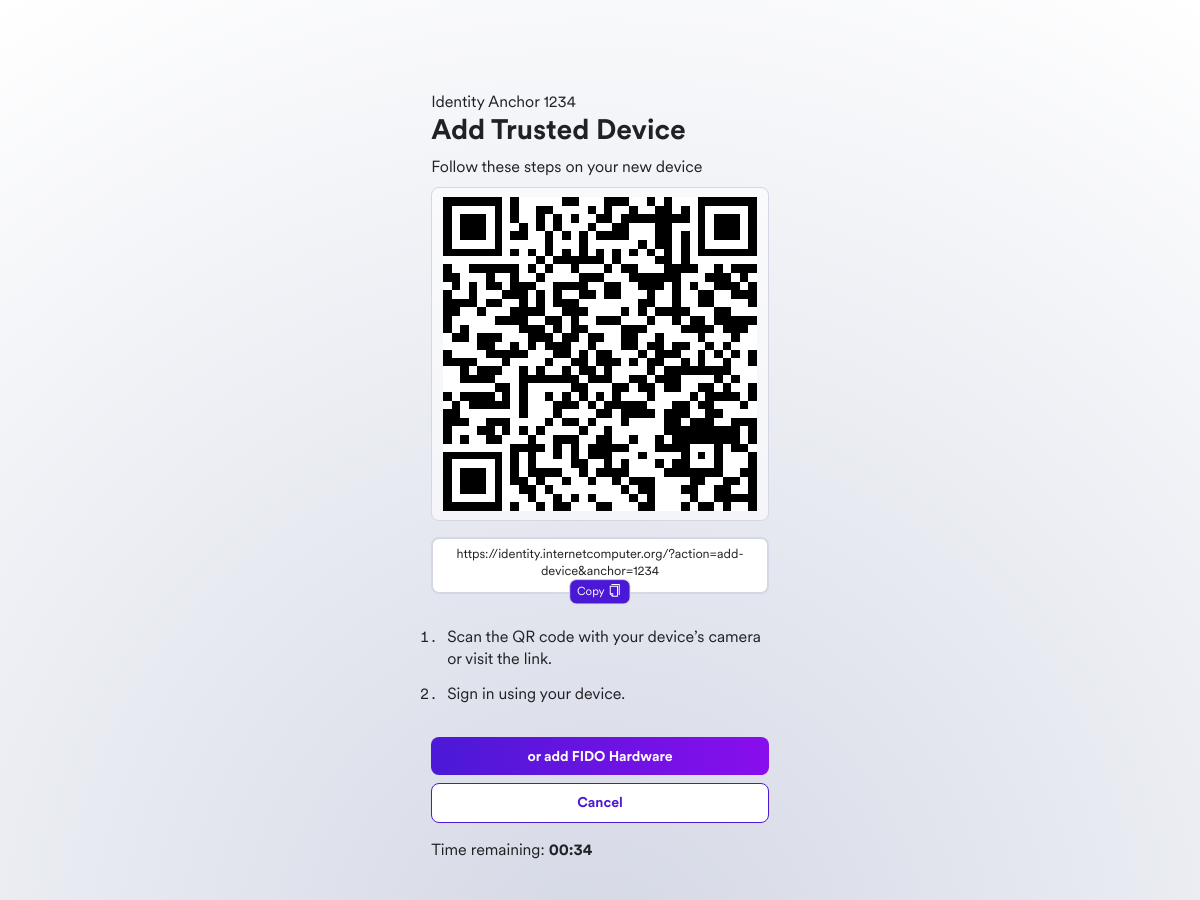 Identity Anchor 1234
Add Trusted Device
Follow these steps on your new device
https://identity.internetcomputer.org/?action=add-
device&anchor=1234
Copy
1. Scan the QR code with your device’s camera
or visit the link.
2. Sign in using your device.
or add FIDO Hardware
Cancel
Time remaining: 00:34